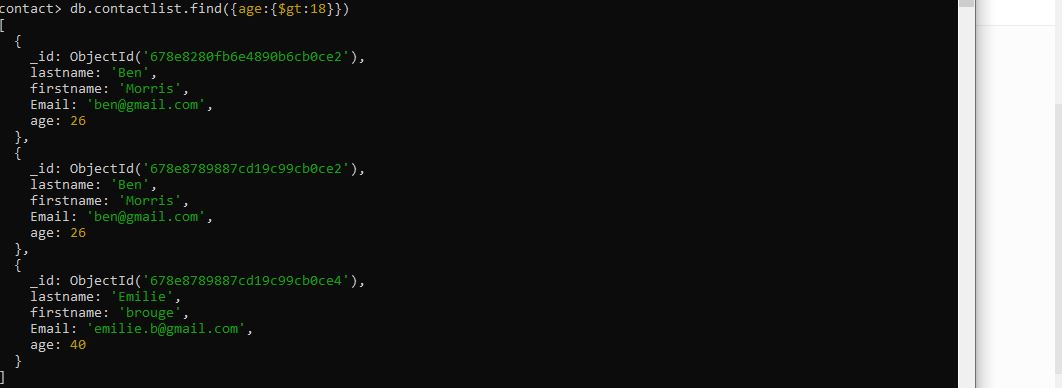 contact> db.contactlist.find({age:{$gt:18}})
[
  {
    _id: ObjectId('678e8280fb6e4890b6cb0ce2'),
    lastname: 'Ben',
    firstname: 'Morris',
    Email: 'ben@gmail.com',
    age: 26
  },
  {
    _id: ObjectId('678e8789887cd19c99cb0ce2'),
    lastname: 'Ben',
    firstname: 'Morris',
    Email: 'ben@gmail.com',
    age: 26
  },
  {
    _id: ObjectId('678e8789887cd19c99cb0ce4'),
    lastname: 'Emilie',
    firstname: 'brouge',
    Email: 'emilie.b@gmail.com',
    age: 40
  }
]